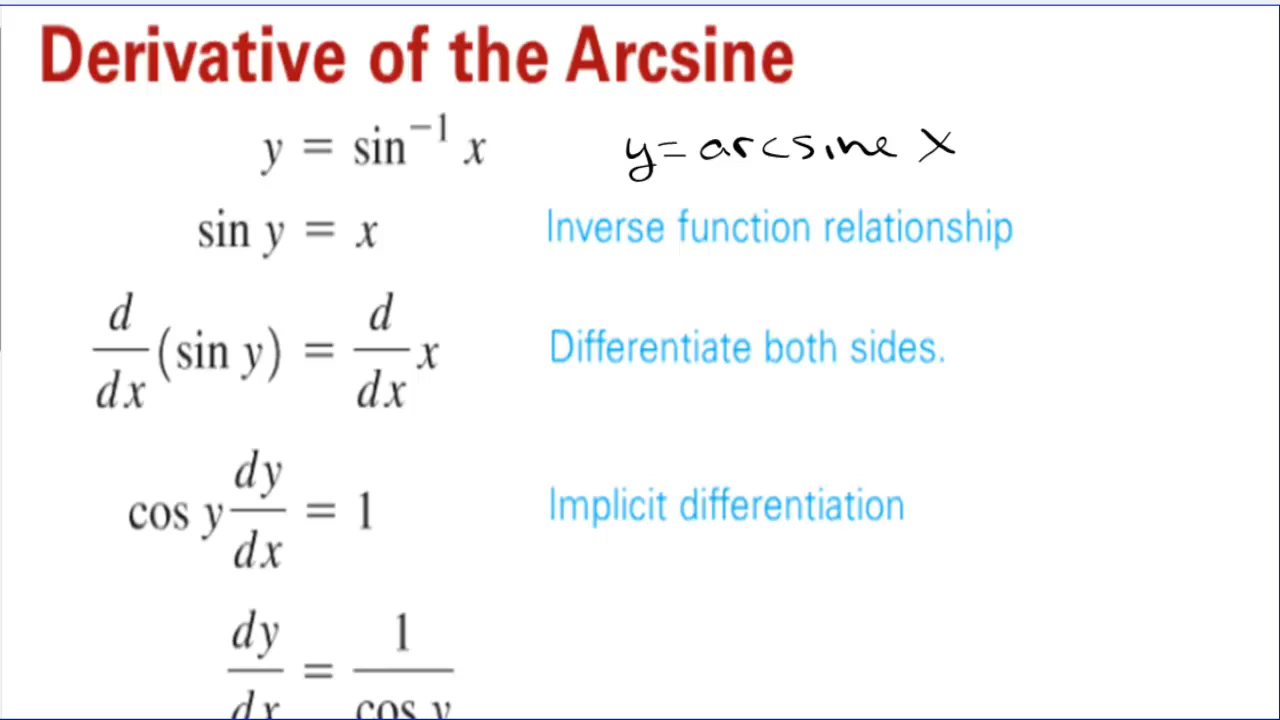 Derivative of the Arcsine
y = sin⁻¹ x y = arcsine x
sin y = x Inverse function relationship
d/dx (sin y) = d/dx x Differentiate both sides.
cos y dy/dx = 1 Implicit differentiation
dy/dx = 1/cos y